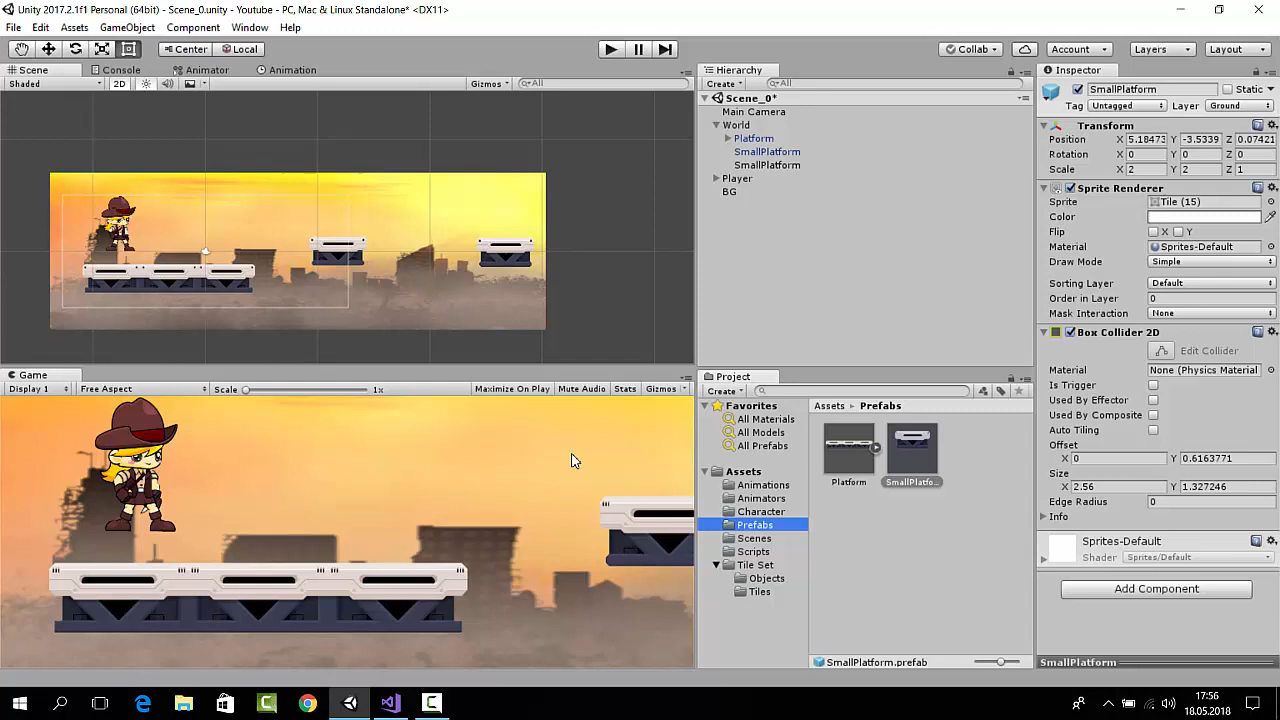 Unity 2017.2.1f1 Personal (64bit) - Scene_0.unity - Youtube - PC, Mac & Linux Standalone* <DX11>
File Edit Assets GameObject Component Window Help
Center Local Collab Account Layers Layout
Scene Console Animator Animation
Shaded 2D Gizmos All
Hierarchy
Create All
Scene_0*
Main Camera
World
Platform
SmallPlatform
SmallPlatform
Player
BG
Game
Display 1 Free Aspect Scale 1x Maximize On Play Mute Audio Stats Gizmos
Project
Create
Favorites
All Materials
All Models
All Prefabs
Assets
Animations
Animators
Character
Prefabs
Scenes
Scripts
Tile Set
Objects
Tiles
Assets Prefabs
Platform SmallPlatfo...
SmallPlatform.prefab
Inspector
SmallPlatform Static
Tag Untagged Layer Ground
Transform
Position X 5.18473 Y -3.5339 Z 0.07421
Rotation X 0 Y 0 Z 0
Scale X 2 Y 2 Z 1
Sprite Renderer
Sprite Tile (15)
Color
Flip X Y
Material Sprites-Default
Draw Mode Simple
Sorting Layer Default
Order in Layer 0
Mask Interaction None
Box Collider 2D
Edit Collider
Material None (Physics Material
Is Trigger
Used By Effector
Used By Composite
Auto Tiling
Offset
X 0 Y 0.6163771
Size
X 2.56 Y 1.327246
Edge Radius 0
Info
Sprites-Default
Shader Sprites/Default
Add Component
SmallPlatform
17:56
18.05.2018